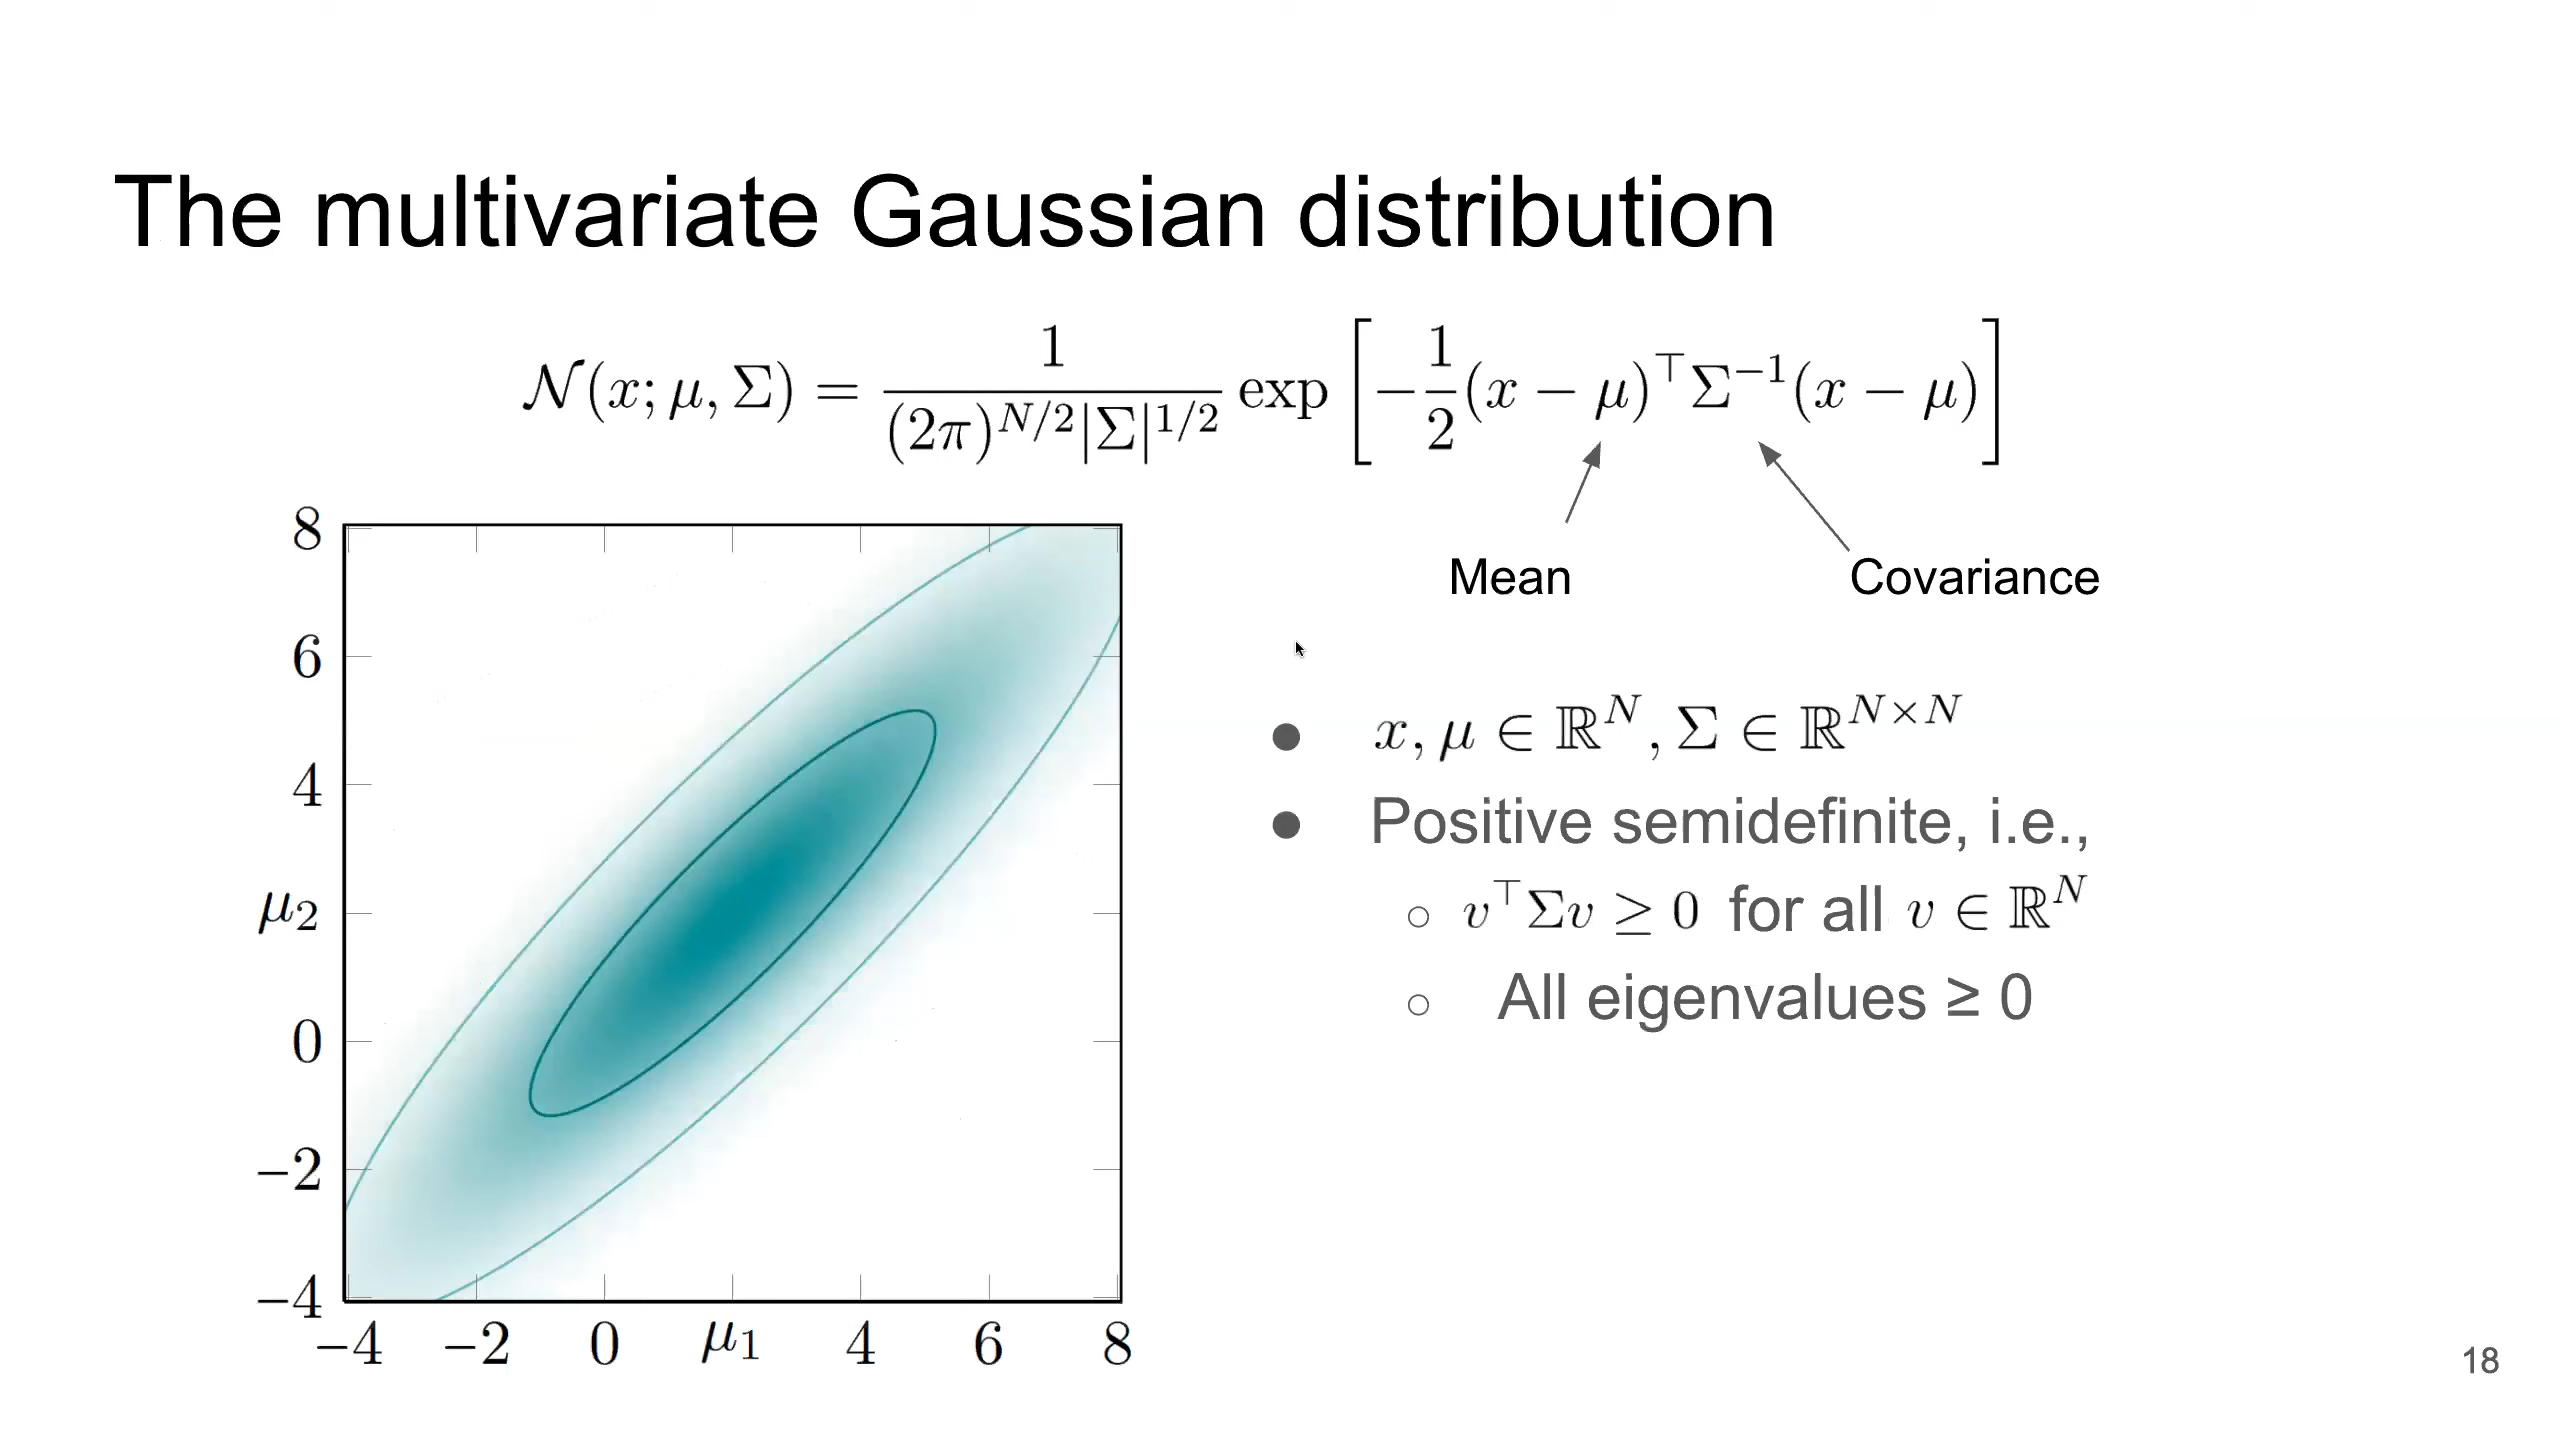 The multivariate Gaussian distribution
𝒩(x; μ, Σ) = 1 / ((2π)^{N/2}|Σ|^{1/2}) exp [−1/2 (x − μ)^⊤ Σ^{−1} (x − μ)]
Mean
Covariance
8
6
4
μ2
0
−2
−4
−4 −2 0 μ1 4 6 8
● x, μ ∈ ℝ^N, Σ ∈ ℝ^{N×N}
● Positive semidefinite, i.e.,
○ v^⊤Σv ≥ 0 for all v ∈ ℝ^N
○ All eigenvalues ≥ 0
18